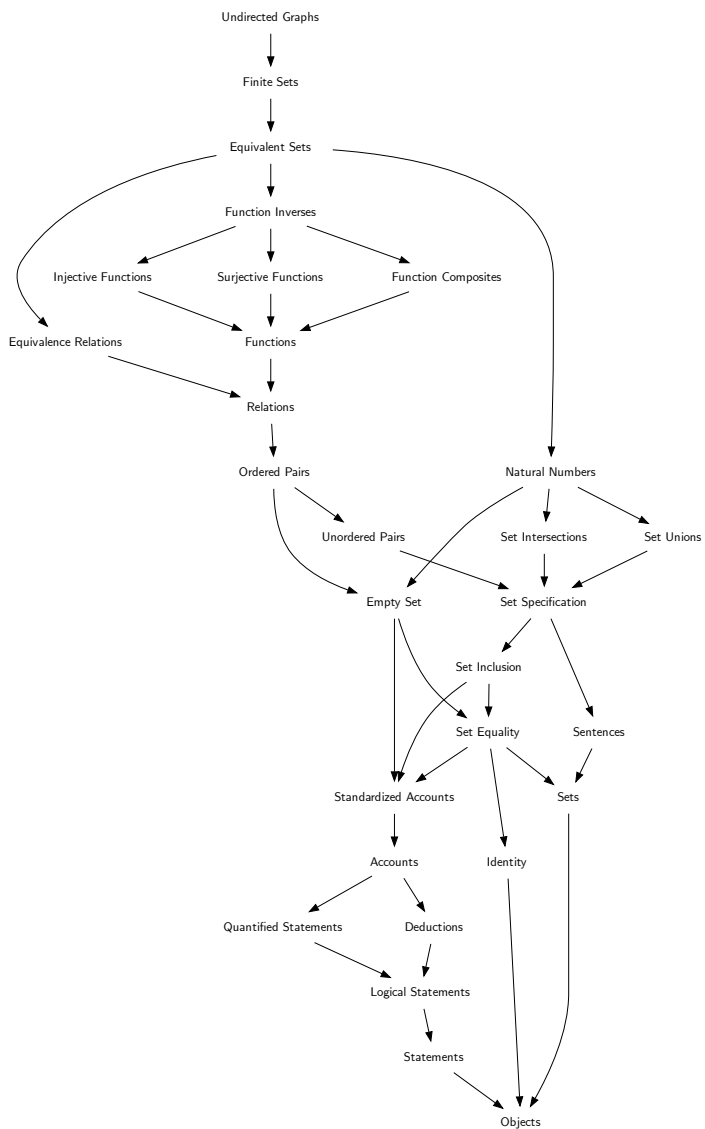 Undirected Graphs
Finite Sets
Equivalent Sets
Function Inverses
Injective Functions
Surjective Functions
Function Composites
Equivalence Relations
Functions
Relations
Ordered Pairs
Natural Numbers
Unordered Pairs
Set Intersections
Set Unions
Empty Set
Set Specification
Set Inclusion
Set Equality
Sentences
Standardized Accounts
Sets
Accounts
Identity
Quantified Statements
Deductions
Logical Statements
Statements
Objects